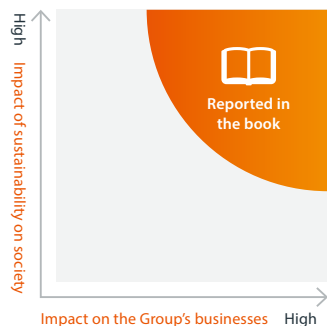 High
Impact of sustainability on society
Reported in
the book
Impact on the Group's businesses
High